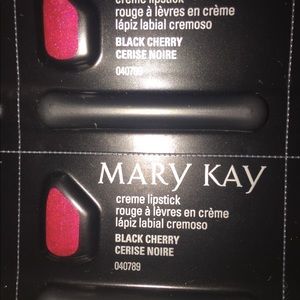 creme lipstick
rouge à lèvres en crème
lápiz labial cremoso
BLACK CHERRY
CERISE NOIRE
040789
MARY KAY
creme lipstick
rouge à lèvres en crème
lápiz labial cremoso
BLACK CHERRY
CERISE NOIRE
040789